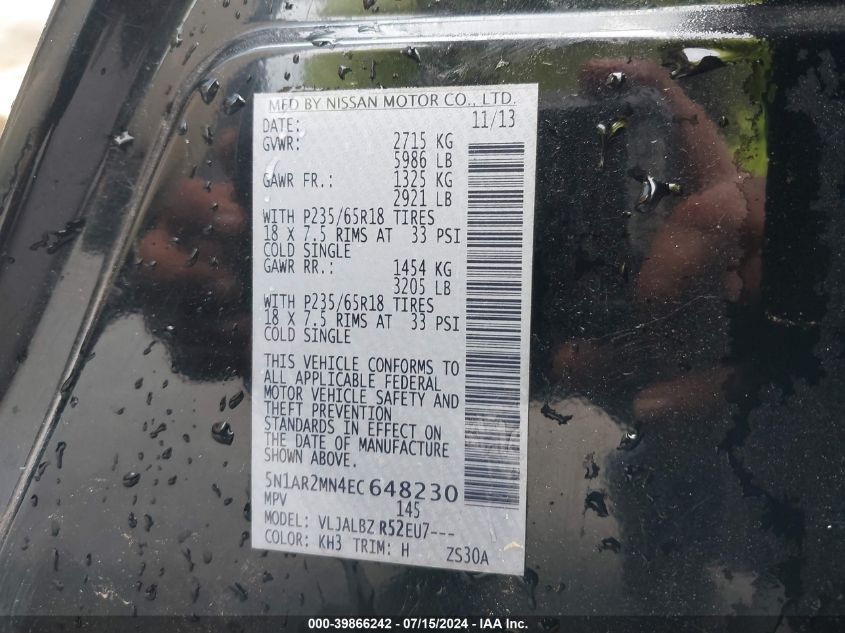 MFD BY NISSAN MOTOR CO., LTD.
DATE: 11/13
GVWR: 2715 KG
5986 LB
GAWR FR.: 1325 KG
2921 LB
WITH P235/65R18 TIRES
18 X 7.5 RIMS AT 33 PSI
COLD SINGLE
GAWR RR.: 1454 KG
3205 LB
WITH P235/65R18 TIRES
18 X 7.5 RIMS AT 33 PSI
COLD SINGLE
THIS VEHICLE CONFORMS TO
ALL APPLICABLE FEDERAL
MOTOR VEHICLE SAFETY AND
THEFT PREVENTION
STANDARDS IN EFFECT ON
THE DATE OF MANUFACTURE
SHOWN ABOVE.
5N1AR2MN4EC648230
MPV 145
MODEL: VLJALBZ R52EU7---
COLOR: KH3 TRIM: H ZS30A
000-39866242 - 07/15/2024 - IAA Inc.